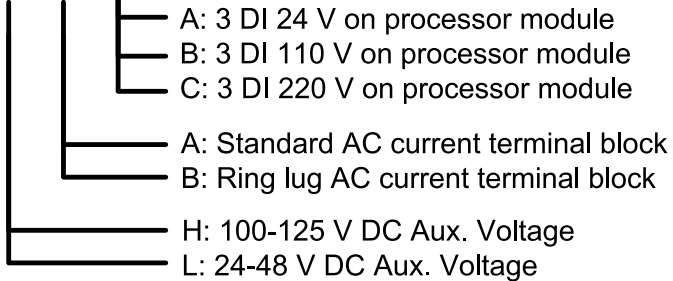 A: 3 DI 24 V on processor module
B: 3 DI 110 V on processor module
C: 3 DI 220 V on processor module
A: Standard AC current terminal block
B: Ring lug AC current terminal block
H: 100-125 V DC Aux. Voltage
L: 24-48 V DC Aux. Voltage